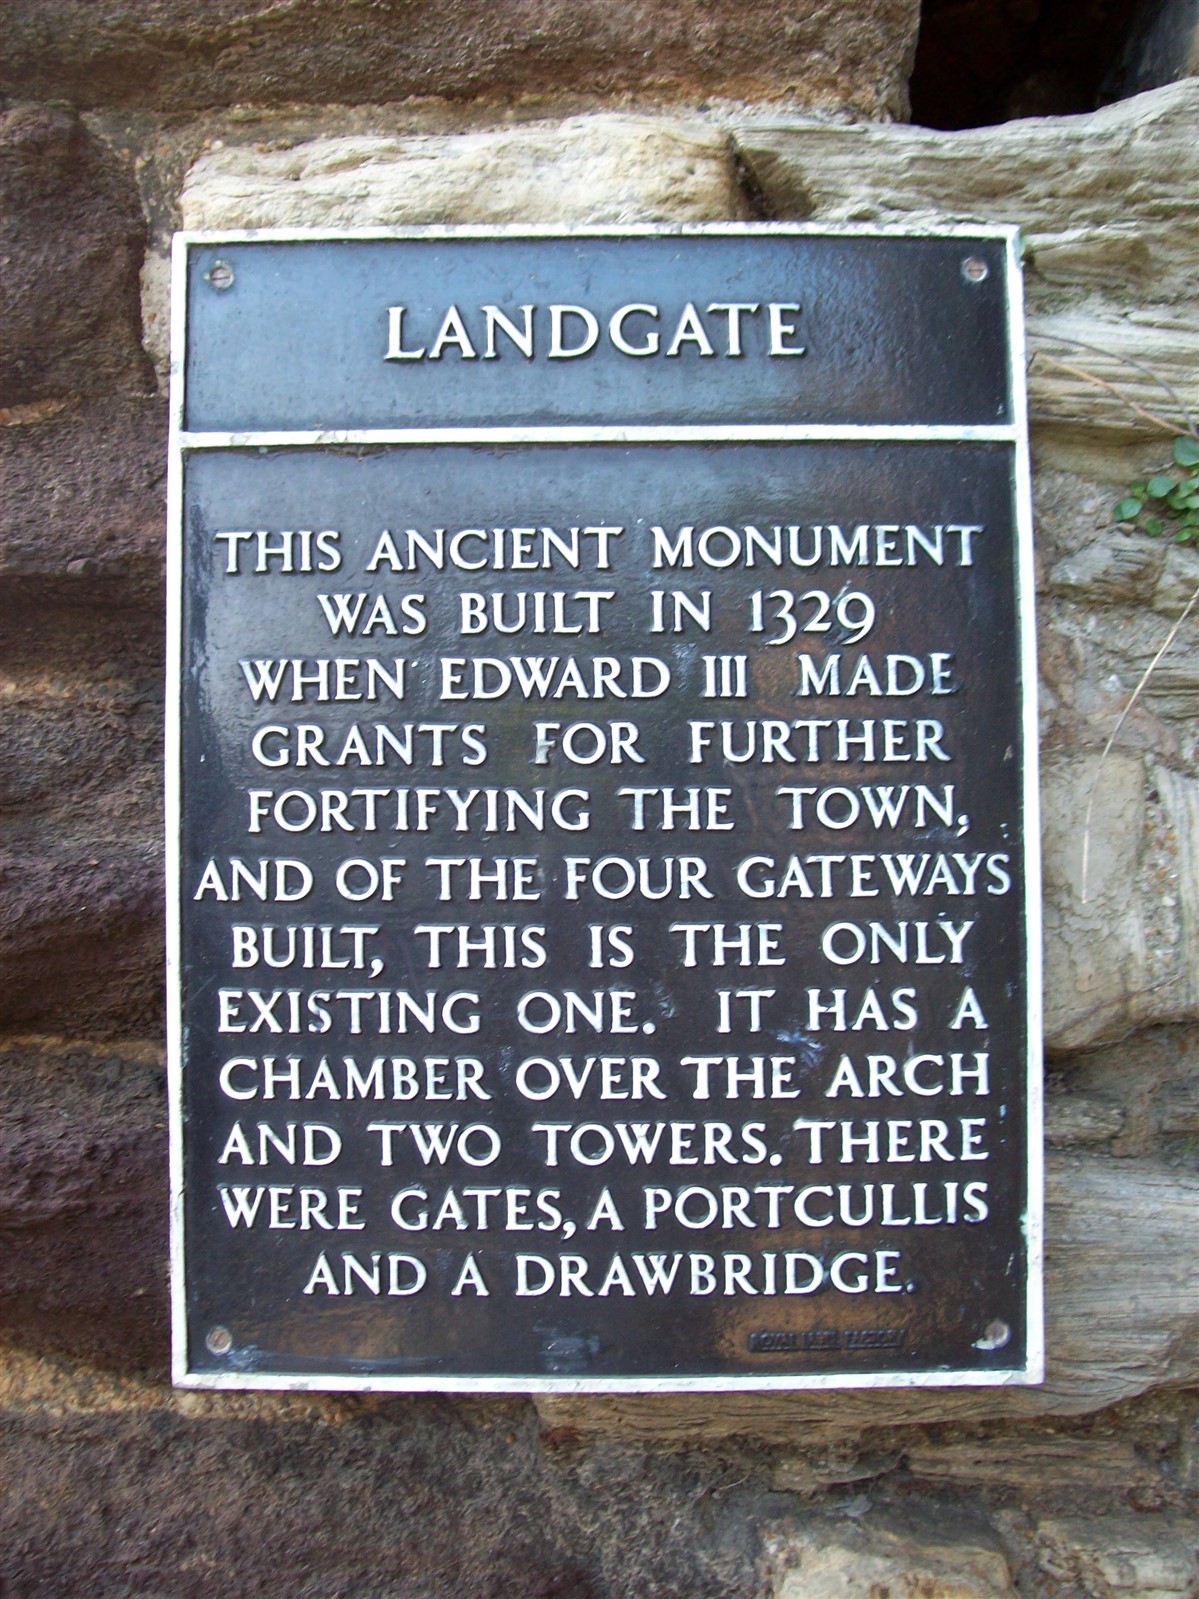 LANDGATE
THIS ANCIENT MONUMENT
WAS BUILT IN 1329
WHEN EDWARD III MADE
GRANTS FOR FURTHER
FORTIFYING THE TOWN,
AND OF THE FOUR GATEWAYS
BUILT, THIS IS THE ONLY
EXISTING ONE. IT HAS A
CHAMBER OVER THE ARCH
AND TWO TOWERS. THERE
WERE GATES, A PORTCULLIS
AND A DRAWBRIDGE.
ROYAL FACTORY